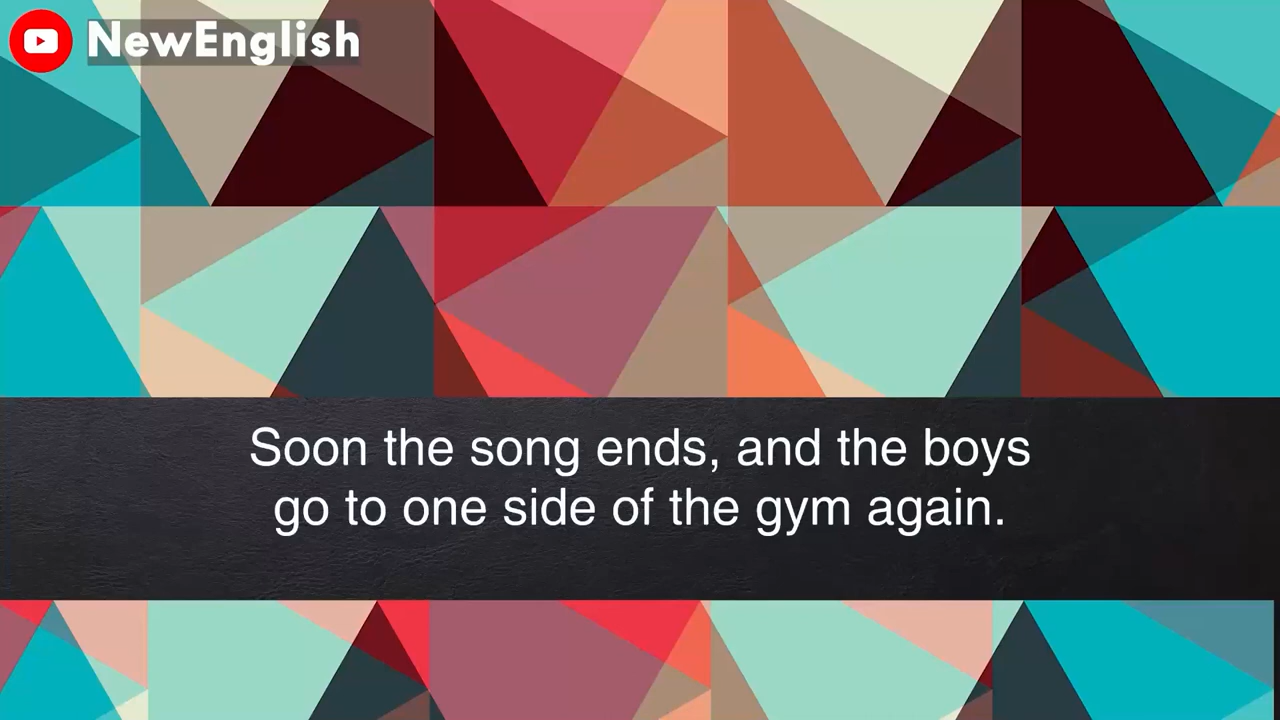 NewEnglish
Soon the song ends, and the boys
go to one side of the gym again.